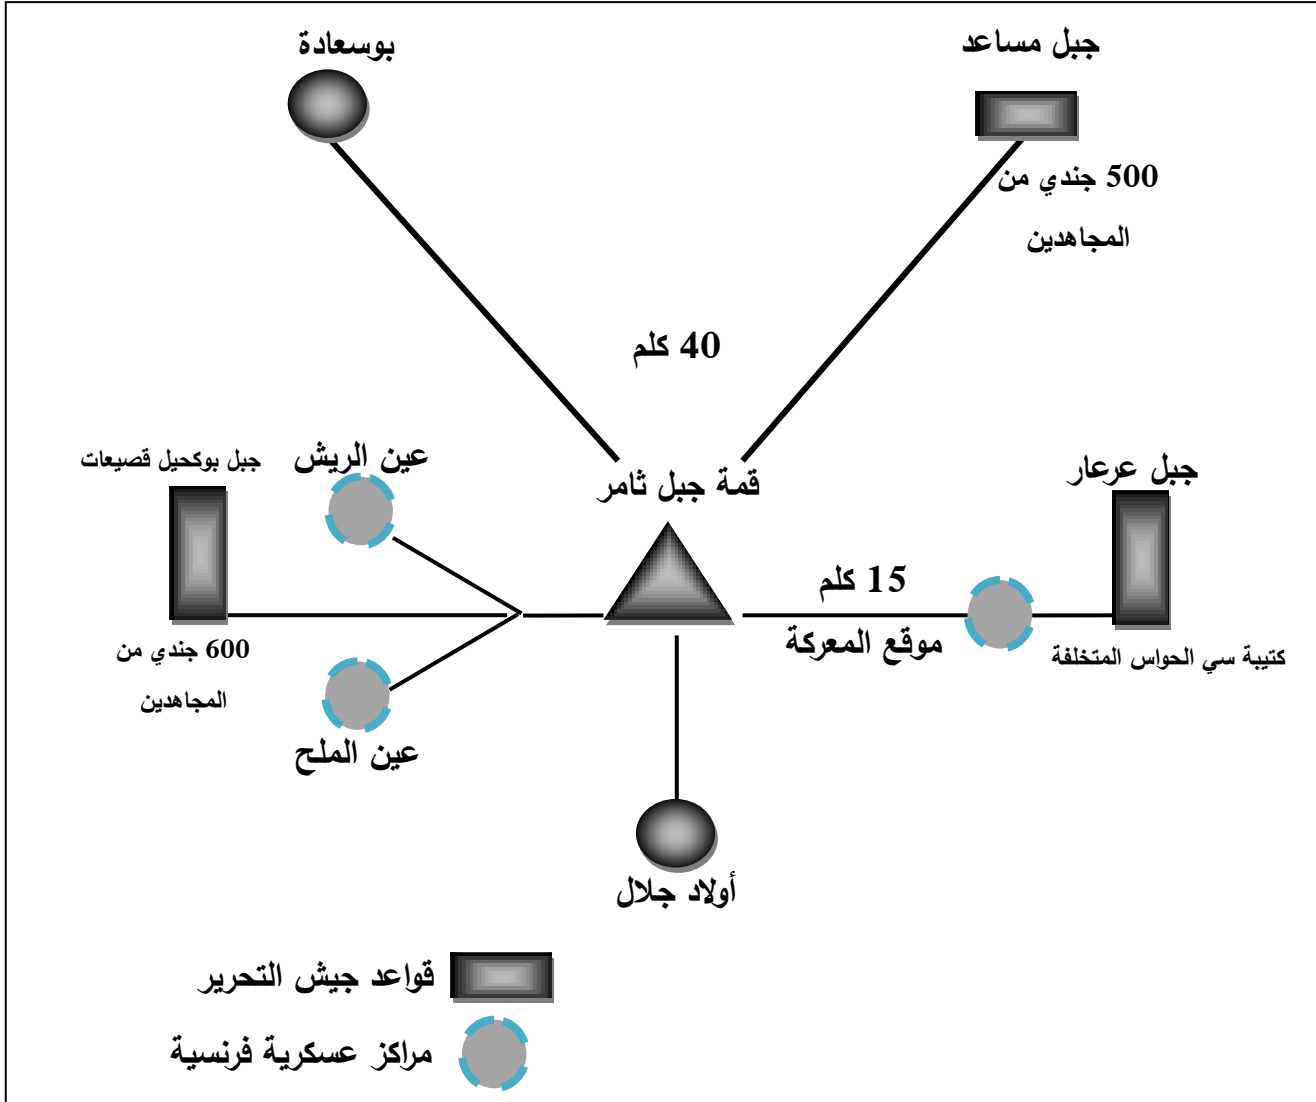 جبل مساعد
بوسعادة
500 جندي من
المجاهدين
40 كلم
جبل عرعار
قمة جبل ثامر
عين الريش
جبل بوكحيل قصيعات
15 كلم
موقع المعركة
كتيبة سي الحواس المتخلفة
600 جندي من
المجاهدين
عين الملح
أولاد جلال
قواعد جيش التحرير
مراكز عسكرية فرنسية